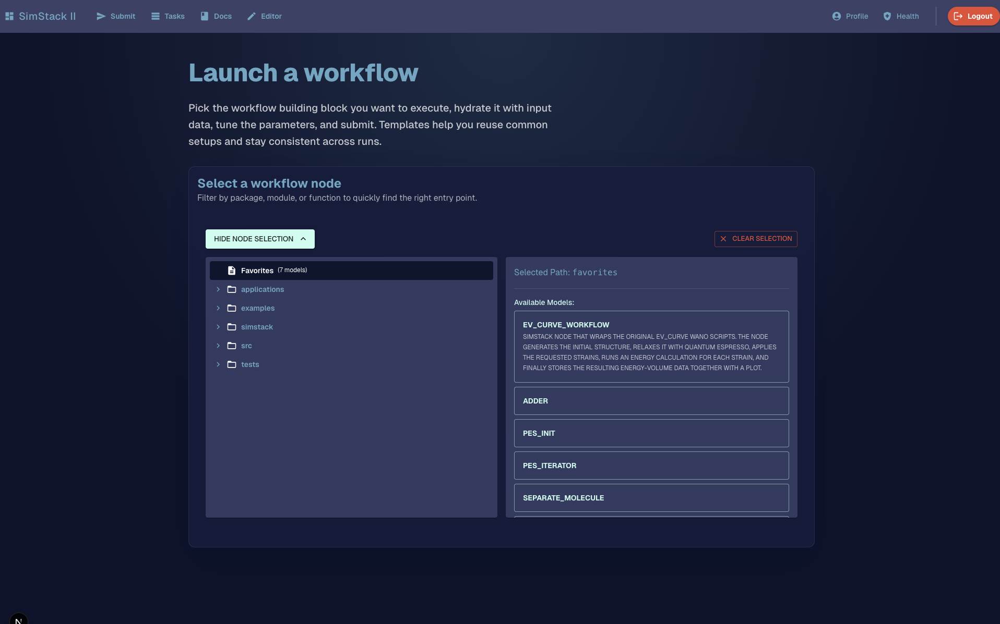 SimStack II
Submit
Tasks
Docs
Editor
Profile
Health
Logout
Launch a workflow
Pick the workflow building block you want to execute, hydrate it with input
data, tune the parameters, and submit. Templates help you reuse common
setups and stay consistent across runs.
Select a workflow node
Filter by package, module, or function to quickly find the right entry point.
HIDE NODE SELECTION
CLEAR SELECTION
Favorites (7 models)
applications
examples
simstack
src
tests
Selected Path: favorites
Available Models:
EV_CURVE_WORKFLOW
SIMSTACK NODE THAT WRAPS THE ORIGINAL EV_CURVE WANO SCRIPTS. THE NODE
GENERATES THE INITIAL STRUCTURE, RELAXES IT WITH QUANTUM ESPRESSO, APPLIES
THE REQUESTED STRAINS, RUNS AN ENERGY CALCULATION FOR EACH STRAIN, AND
FINALLY STORES THE RESULTING ENERGY-VOLUME DATA TOGETHER WITH A PLOT.
ADDER
PES_INIT
PES_ITERATOR
SEPARATE_MOLECULE
N